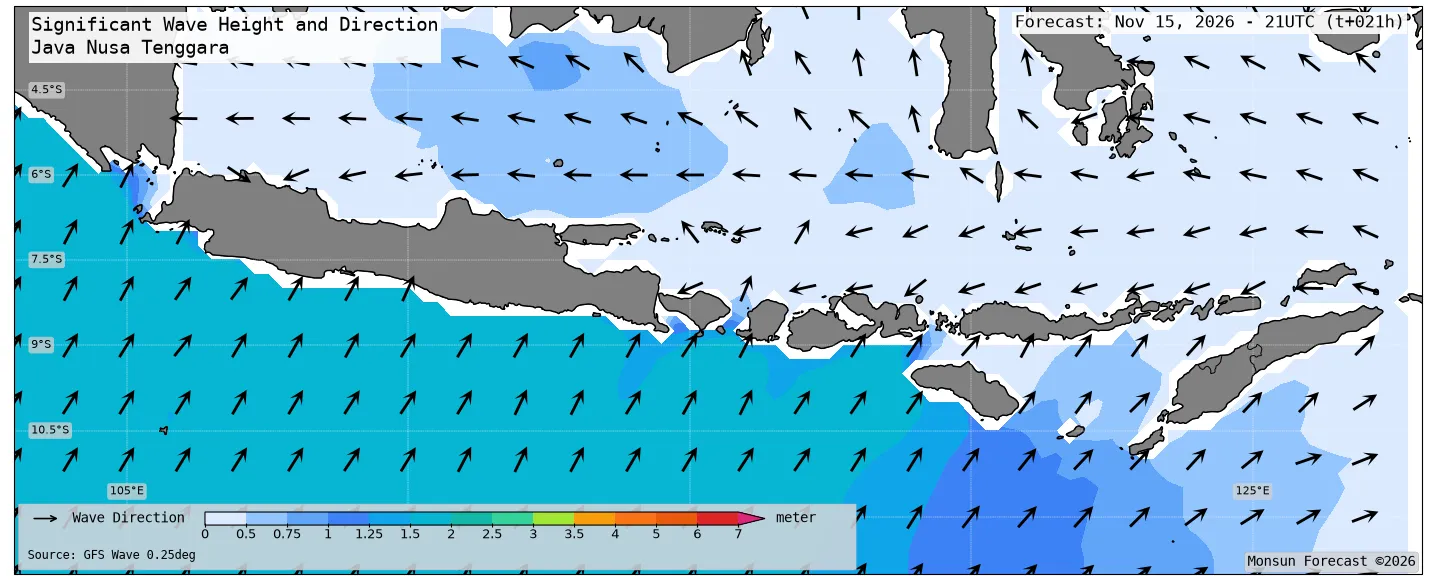 Significant Wave Height and Direction
Java Nusa Tenggara
Forecast: Nov 15, 2026 - 21UTC (t+021h)
4.5°S
6°S
7.5°S
9°S
10.5°S
105°E
125°E
Wave Direction
meter
0 0.5 0.75 1 1.25 1.5 2 2.5 3 3.5 4 5 6 7
Source: GFS Wave 0.25deg
Monsun Forecast ©2026